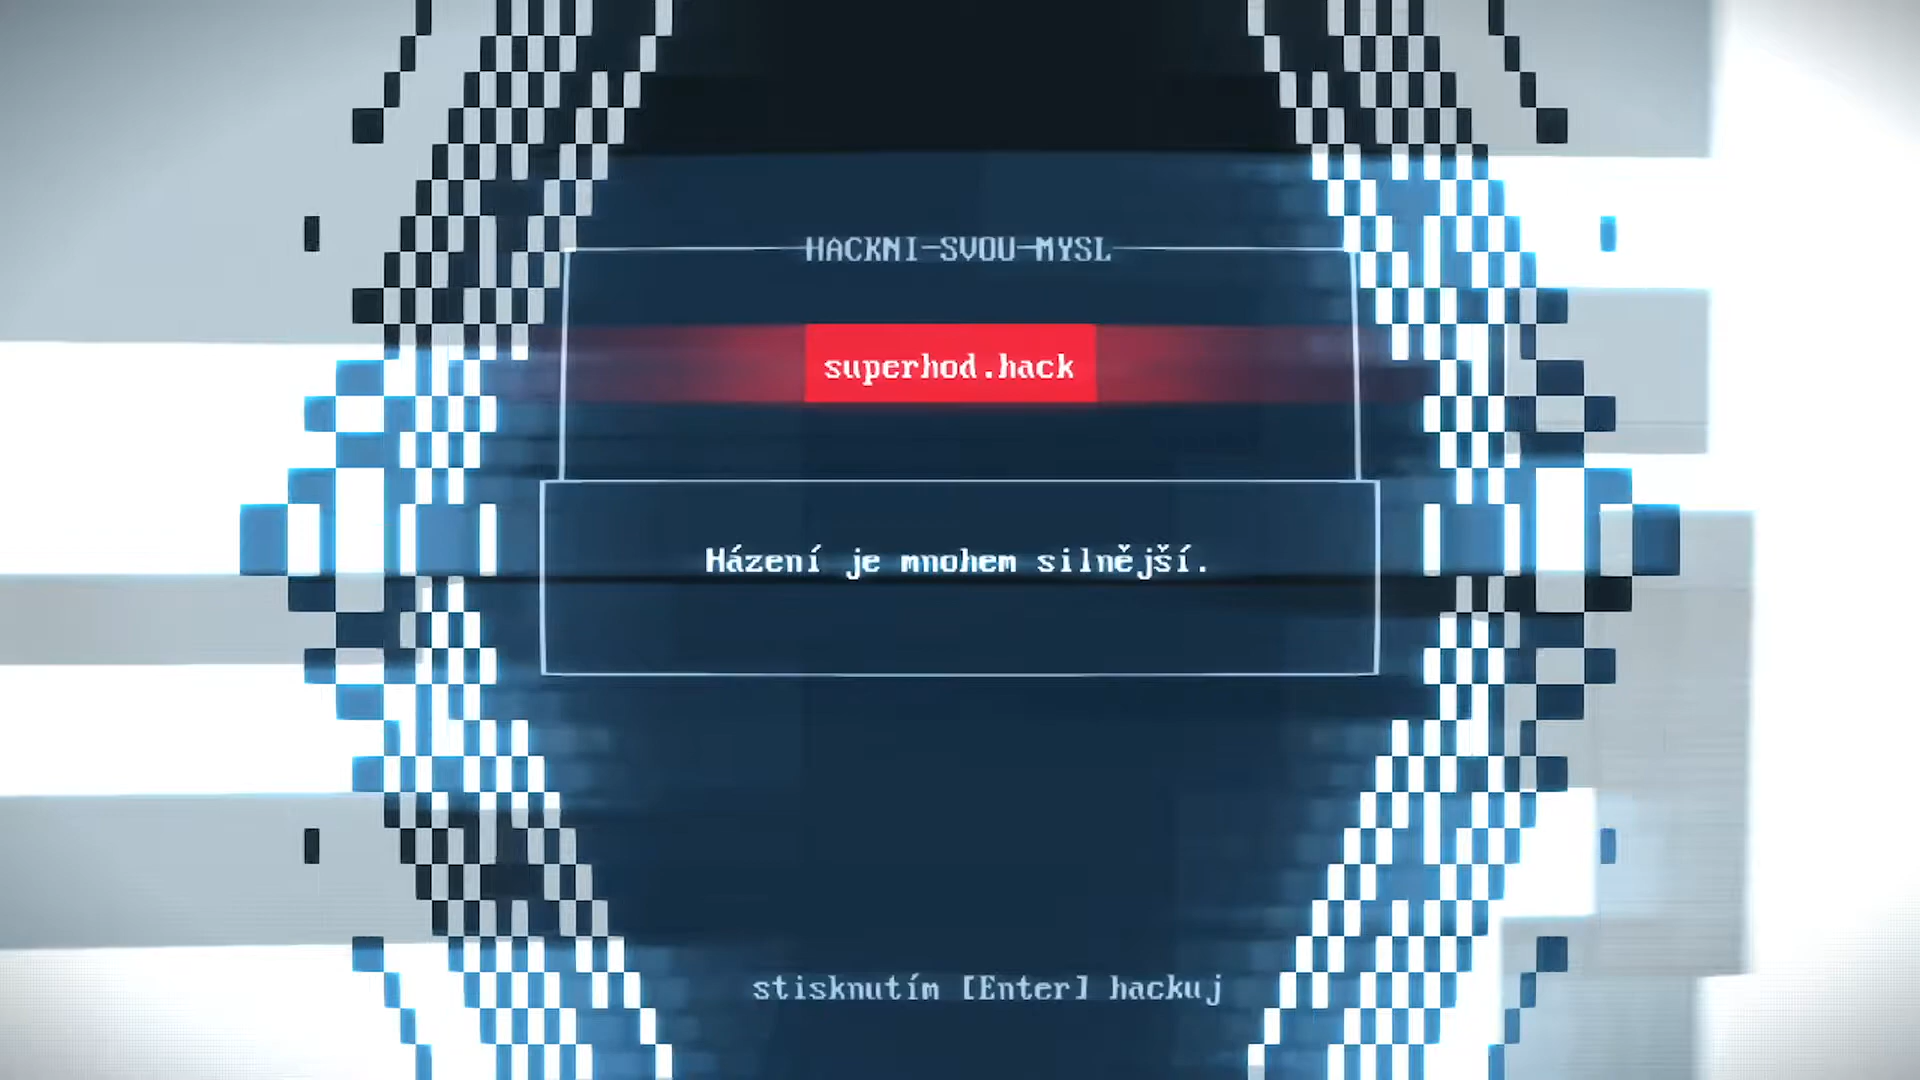 HACKNI-SVOU-MYSL
superhod.hack
Házení je mnohem silnější.
stisknutím [Enter] hackuj